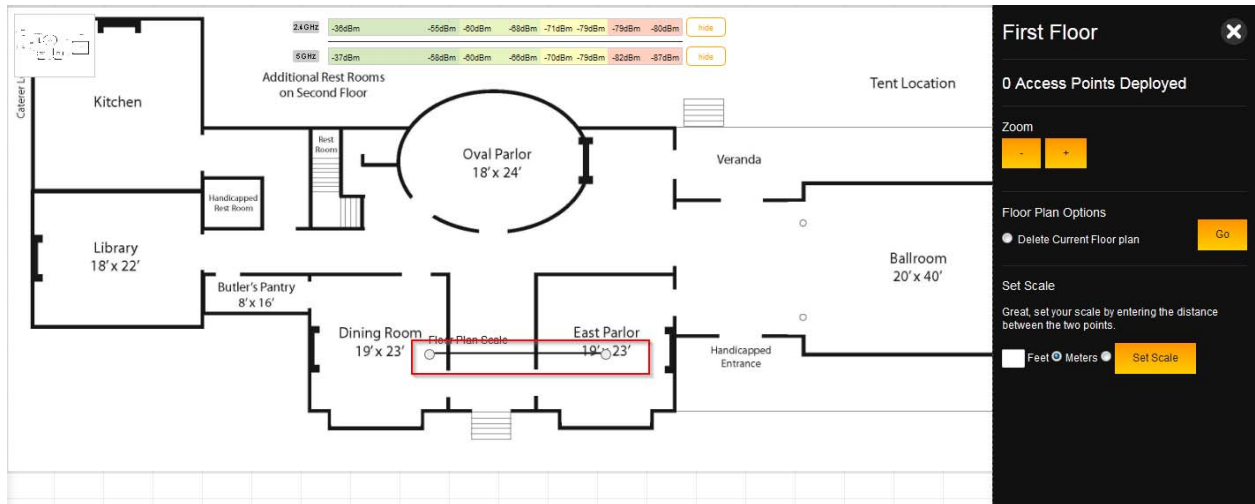 2.4GHZ -36dBm -55dBm -60dBm -68dBm -71dBm -79dBm -79dBm -80dBm hide
5GHZ -37dBm -58dBm -60dBm -66dBm -70dBm -79dBm -82dBm -87dBm hide
Additional Rest Rooms
on Second Floor
Tent Location
Caterer
Kitchen
Rest
Room
Oval Parlor
18' x 24'
Veranda
Handicapped
Rest Room
Library
18' x 22'
Ballroom
20' x 40'
Butler's Pantry
8' x 16'
Dining Room
19' x 23'
Floor Plan Scale
East Parlor
19' x 23'
Handicapped
Entrance
First Floor
0 Access Points Deployed
Zoom
- +
Floor Plan Options
Delete Current Floor plan
Go
Set Scale
Great, set your scale by entering the distance
between the two points.
Feet Meters Set Scale